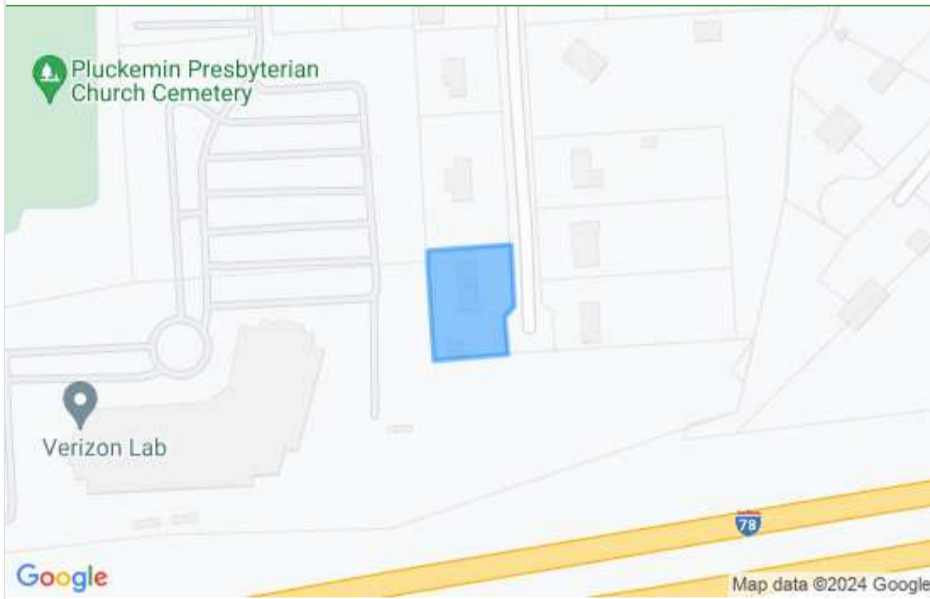 Pluckemin Presbyterian
Church Cemetery
Verizon Lab
78
Google
Map data ©2024 Google